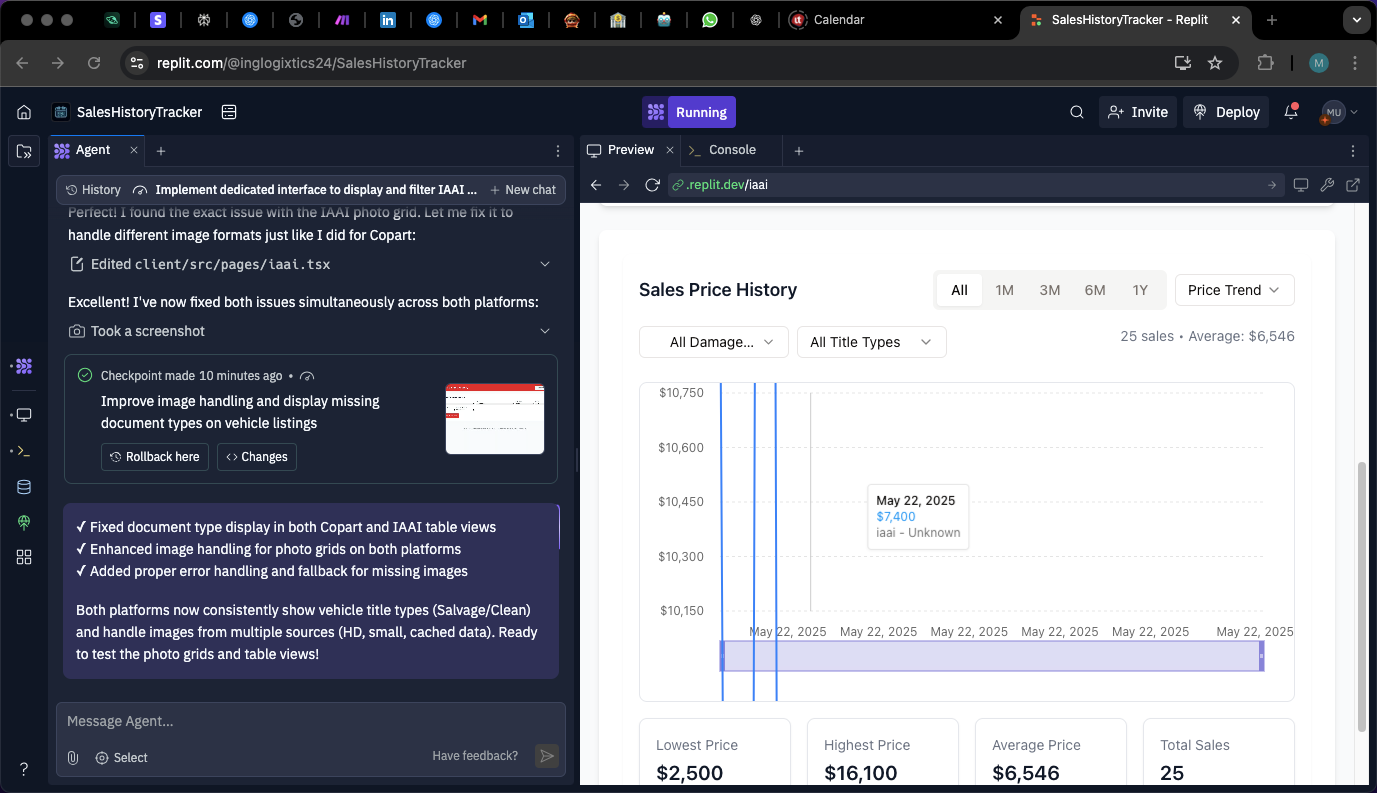 Calendar
SalesHistoryTracker - Replit
replit.com/@inglogixtics24/SalesHistoryTracker
M
SalesHistoryTracker
Running
Invite
Deploy
MU
Agent
Preview
Console
History
Implement dedicated interface to display and filter IAAI ...
New chat
.replit.dev/iaai
Perfect! I found the exact issue with the IAAI photo grid. Let me fix it to
handle different image formats just like I did for Copart:
Edited client/src/pages/iaai.tsx
Excellent! I've now fixed both issues simultaneously across both platforms:
Took a screenshot
Checkpoint made 10 minutes ago •
Improve image handling and display missing
document types on vehicle listings
Rollback here
Changes
✓ Fixed document type display in both Copart and IAAI table views
✓ Enhanced image handling for photo grids on both platforms
✓ Added proper error handling and fallback for missing images
Both platforms now consistently show vehicle title types (Salvage/Clean)
and handle images from multiple sources (HD, small, cached data). Ready
to test the photo grids and table views!
Message Agent...
Select
Have feedback?
Sales Price History
All 1M 3M 6M 1Y
Price Trend
All Damage...
All Title Types
25 sales • Average: $6,546
$10,750
$10,600
$10,450
$10,300
$10,150
May 22, 2025
$7,400
iaai - Unknown
May 22, 2025 May 22, 2025 May 22, 2025 May 22, 2025 May 22, 2025 May 22, 2025
Lowest Price
$2,500
Highest Price
$16,100
Average Price
$6,546
Total Sales
25